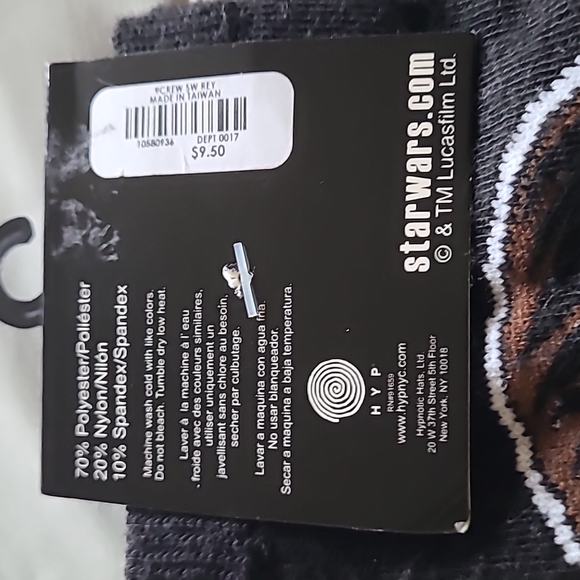 9CREW SW REY
MADE IN TAIWAN
10580936
DEPT 0017
$9.50
70% Polyester/Poliéster
20% Nylon/Nilón
10% Spandex/Spandex
Machine wash cold with like colors.
Do not bleach. Tumble dry low heat.
Laver à la machine à l' eau
froide avec des couleurs similaires,
utiliser uniquement un
javellisant sans chlore au besoin,
secher par culbutage.
Lavar a maquina con agua fria.
No usar blanqueador.
Secar a maquina a baja temperatura.
HYP
www.hypnyc.com
Hypnotic Hats, Ltd.
20 W 37th Street 5th Floor
New York, NY 10018
starwars.com
© & TM Lucasfilm Ltd.